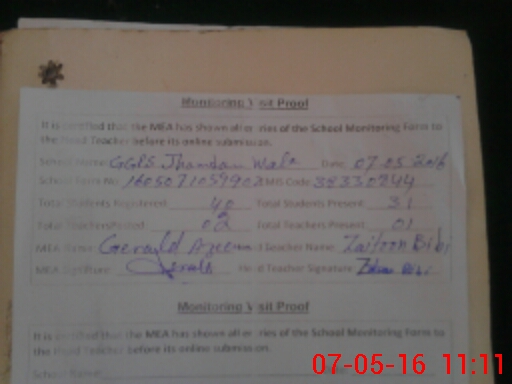 Monitoring Visit Proof
It is certified that the MEA has shown all entries of the School Monitoring Form to
the Head Teacher before its online submission.
School Name GGPS Jhandan Wala Date 07.05.2016
School Form No EMIS Code 38330244
Total Students Registered 40 Total Students Present 31
Total Teachers Posted 02 Total Teachers Present 01
MEA Name Gerald Azeem Head Teacher Name Zaitoon Bibi
MEA Signature Gerald Head Teacher Signature Bibi
Monitoring Visit Proof
It is certified that the MEA has shown all entries of the School Monitoring Form to
the Head Teacher before its online submission.
School Name
07-05-16 11:11